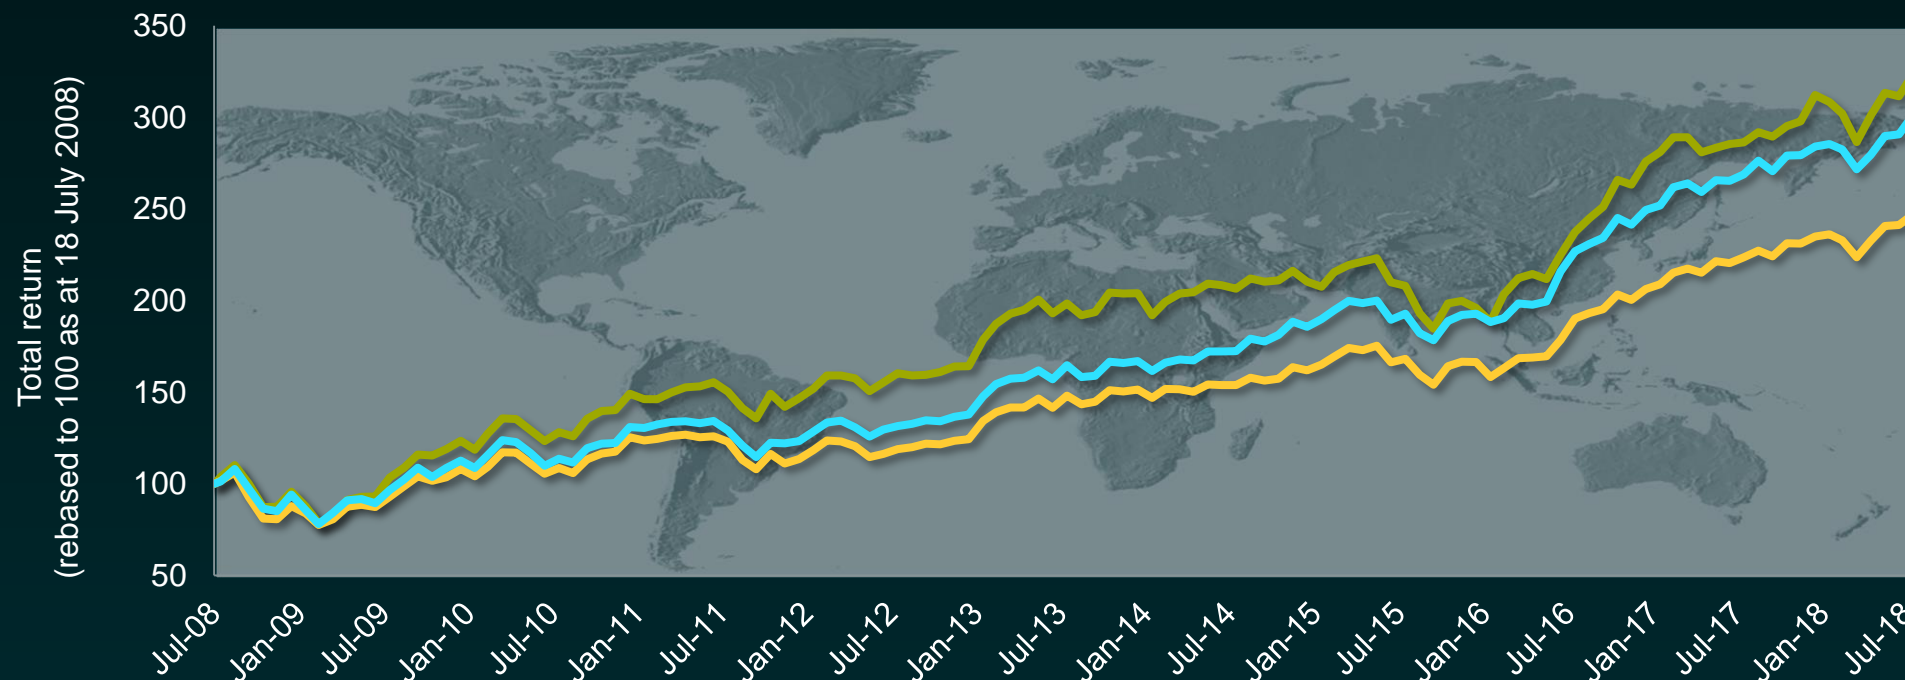 Total return
(rebased to 100 as at 18 July 2008)
350
300
250
200
150
100
50
Jul-08
Jan-09
Jul-09
Jan-10
Jul-10
Jan-11
Jul-11
Jan-12
Jul-12
Jan-13
Jul-13
Jan-14
Jul-14
Jan-15
Jul-15
Jan-16
Jul-16
Jan-17
Jul-17
Jan-18
Jul-18